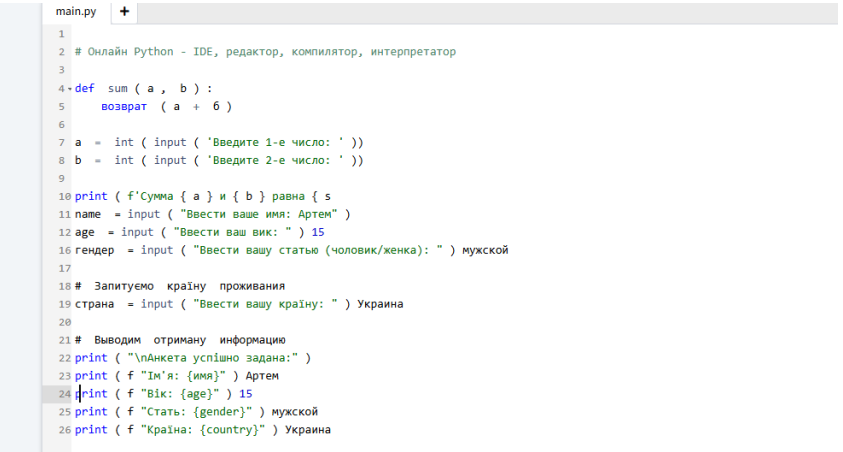 main.py +
1
2 # Онлайн Python - IDE, редактор, компилятор, интерпретатор
3
4 def sum ( a , b ) :
5 возврат ( a + б )
6
7 a = int ( input ( 'Введите 1-е число: ' ))
8 b = int ( input ( 'Введите 2-е число: ' ))
9
10 print ( f'Сумма { a } и { b } равна { s
11 name = input ( "Ввести ваше имя: Артем" )
12 age = input ( "Ввести ваш вик: " ) 15
16 гендер = input ( "Ввести вашу статью (чоловик/женка): " ) мужской
17
18 # Запитуємо країну проживания
19 страна = input ( "Ввести вашу країну: " ) Украина
20
21 # Выводим отриману информацию
22 print ( "\nАнкета успішно задана:" )
23 print ( f "Ім'я: {имя}" ) Артем
24 print ( f "Вік: {age}" ) 15
25 print ( f "Стать: {gender}" ) мужской
26 print ( f "Країна: {country}" ) Украина